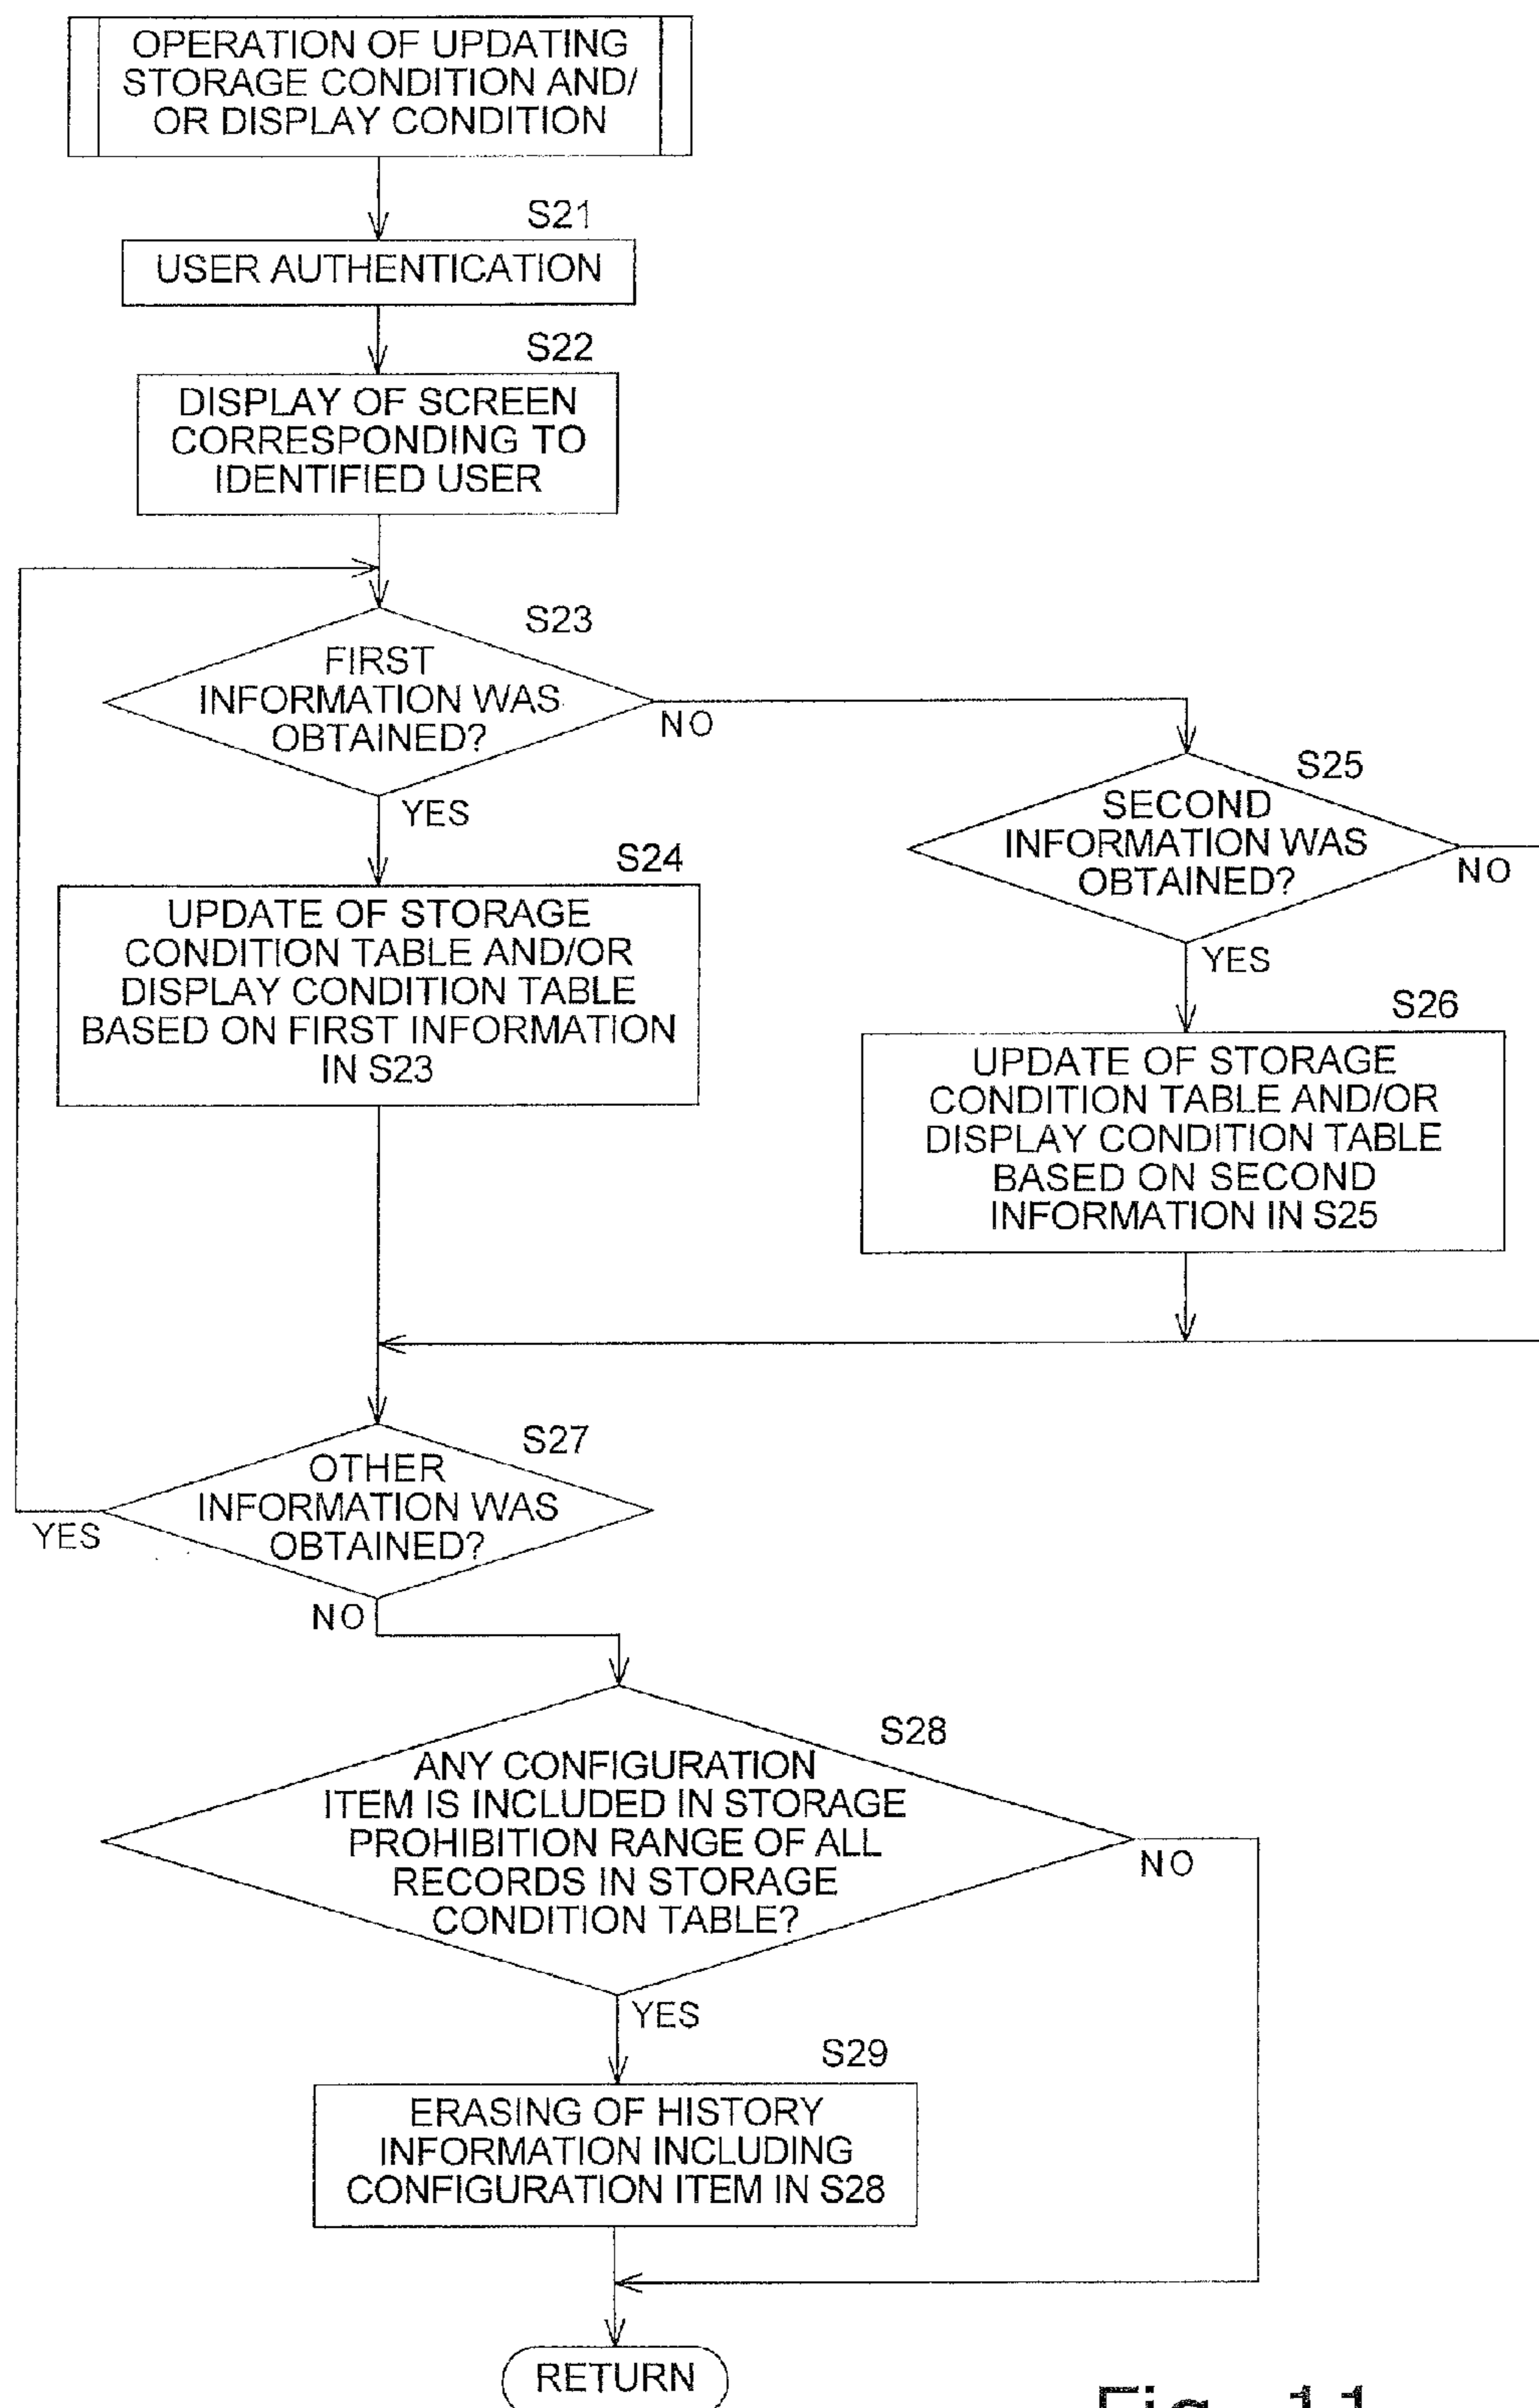 OPERATION OF UPDATING
STORAGE CONDITION AND/
OR DISPLAY CONDITION
S21
USER AUTHENTICATION
S22
DISPLAY OF SCREEN
CORRESPONDING TO
IDENTIFIED USER
S23
FIRST
INFORMATION WAS
OBTAINED?
NO
YES
S25
SECOND
INFORMATION WAS
OBTAINED?
NO
YES
S24
UPDATE OF STORAGE
CONDITION TABLE AND/OR
DISPLAY CONDITION TABLE
BASED ON FIRST INFORMATION
IN S23
S26
UPDATE OF STORAGE
CONDITION TABLE AND/OR
DISPLAY CONDITION TABLE
BASED ON SECOND
INFORMATION IN S25
S27
OTHER
INFORMATION WAS
OBTAINED?
YES
NO
S28
ANY CONFIGURATION
ITEM IS INCLUDED IN STORAGE
PROHIBITION RANGE OF ALL
RECORDS IN STORAGE
CONDITION TABLE?
NO
YES
S29
ERASING OF HISTORY
INFORMATION INCLUDING
CONFIGURATION ITEM IN S28
RETURN
Fig. 11